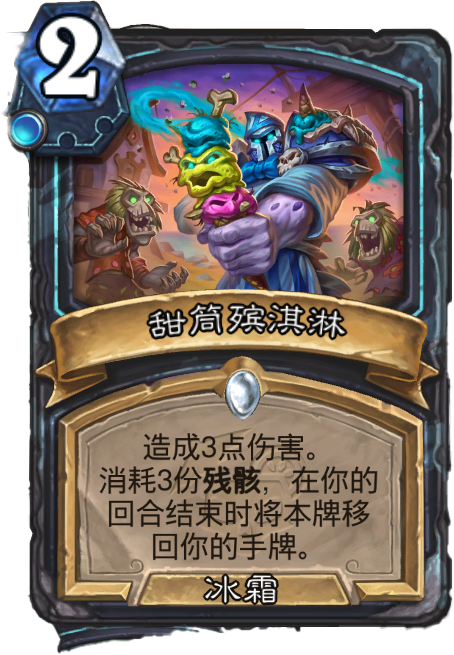 2
甜筒殡淇淋
造成3点伤害。
消耗3份残骸，在你的
回合结束时将本牌移
回你的手牌。
冰霜